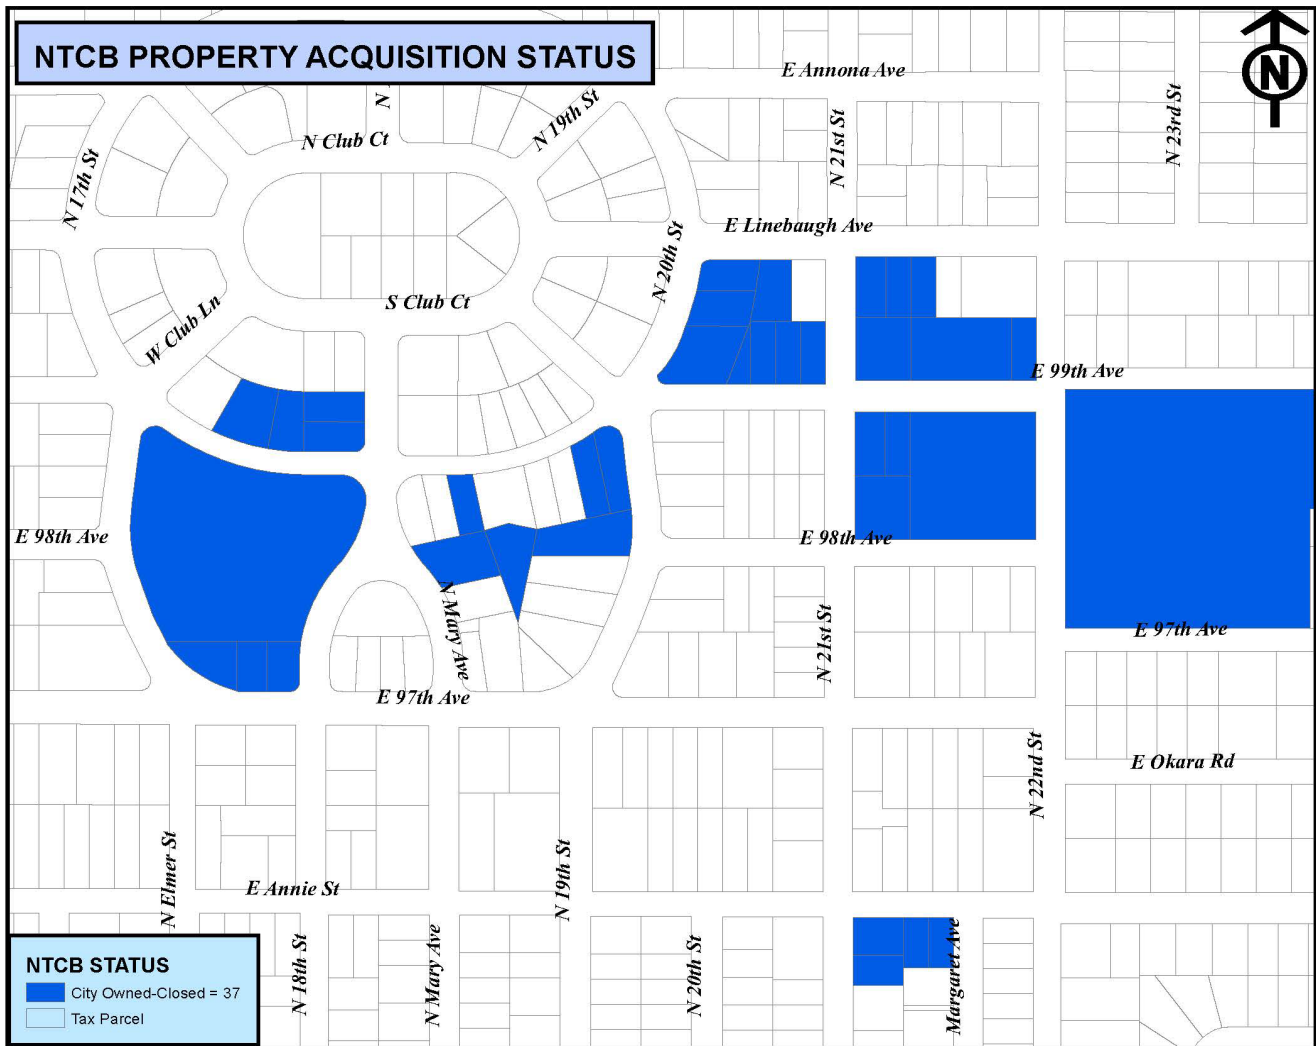 NTCB PROPERTY ACQUISITION STATUS
N
E Annona Ave
N
N 19th St
N 23rd St
N Club Ct
N 21st St
N 17th St
E Linebaugh Ave
N 20th St
S Club Ct
W Club Ln
E 99th Ave
E 98th Ave
E 98th Ave
N Mary Ave
N 21st St
E 97th Ave
E 97th Ave
N 22nd St
E Okara Rd
N Elmer St
N 19th St
E Annie St
N 18th St
N Mary Ave
N 20th St
Margaret Ave
NTCB STATUS
City Owned-Closed = 37
Tax Parcel